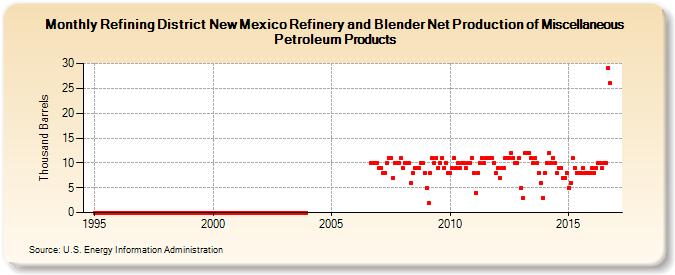 Monthly Refining District New Mexico Refinery and Blender Net Production of Miscellaneous
Petroleum Products
Thousand Barrels
30
25
20
15
10
5
0
1995 2000 2005 2010 2015
Source: U.S. Energy Information Administration